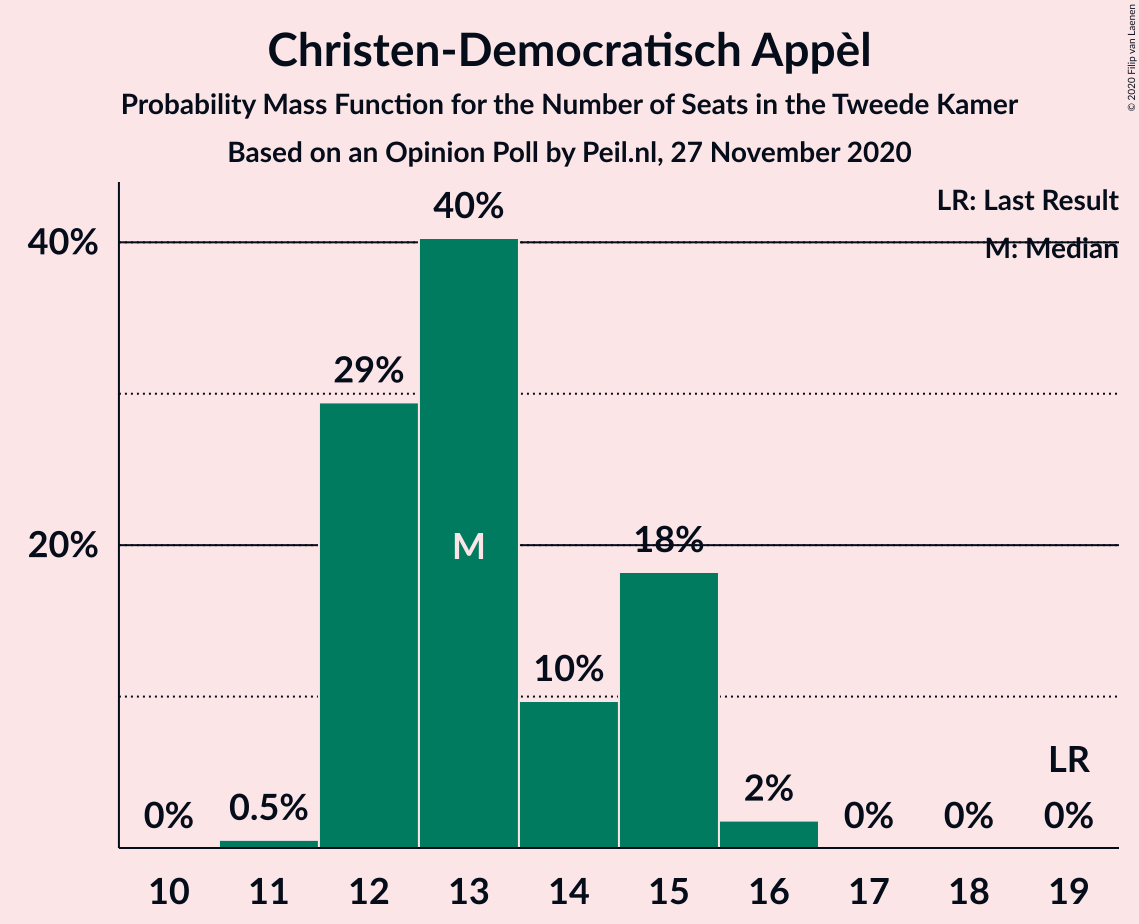 Christen-Democratisch Appèl
Probability Mass Function for the Number of Seats in the Tweede Kamer
Based on an Opinion Poll by Peil.nl, 27 November 2020
© 2020 Filip van Laenen
LR: Last Result
M: Median
40%
20%
0%
0.5%
29%
40%
M
10%
18%
2%
0%
0%
LR
0%
10 11 12 13 14 15 16 17 18 19